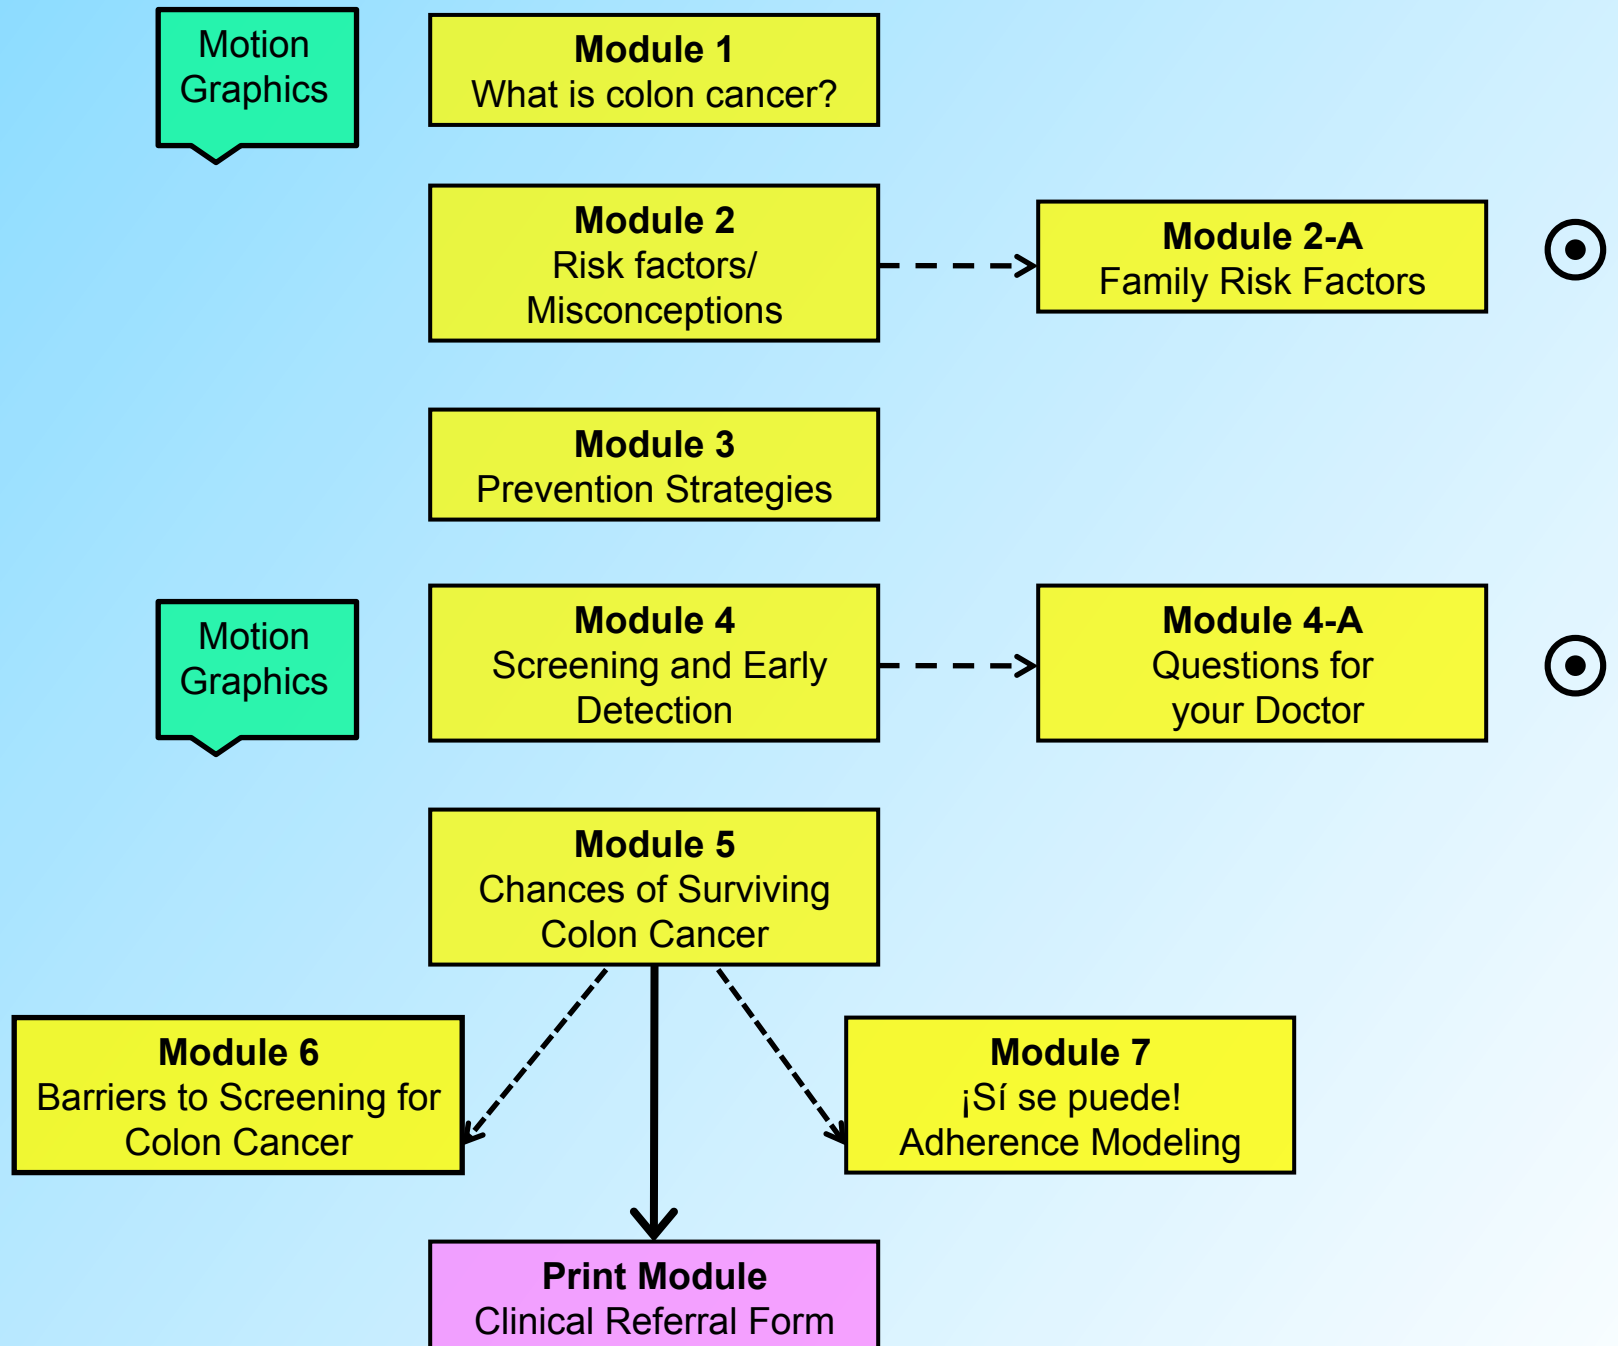 Motion
Graphics
Module 1
What is colon cancer?
Module 2
Risk factors/
Misconceptions
Module 2-A
Family Risk Factors
Module 3
Prevention Strategies
Motion
Graphics
Module 4
Screening and Early
Detection
Module 4-A
Questions for
your Doctor
Module 5
Chances of Surviving
Colon Cancer
Module 6
Barriers to Screening for
Colon Cancer
Module 7
¡Sí se puede!
Adherence Modeling
Print Module
Clinical Referral Form